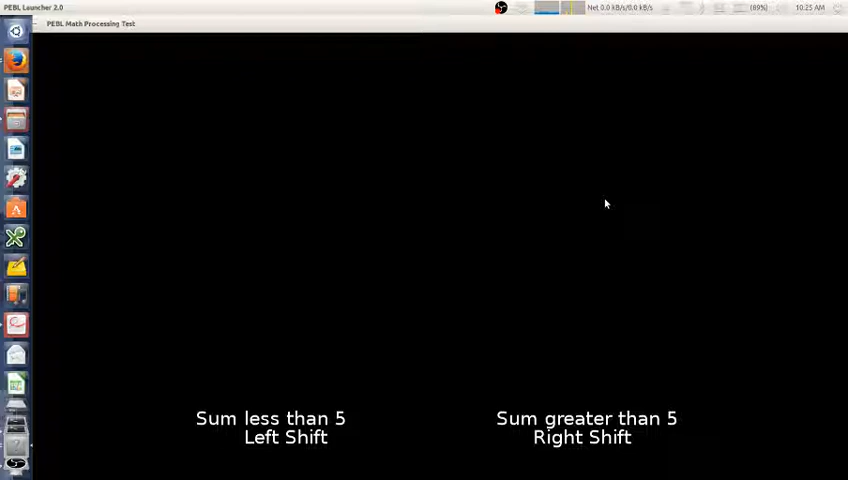 PEBL Launcher 2.0
Net 0.0 kB/s/0.0 kB/s
(89%)
10:25 AM
PEBL Math Processing Test
Sum less than 5
Left Shift
Sum greater than 5
Right Shift